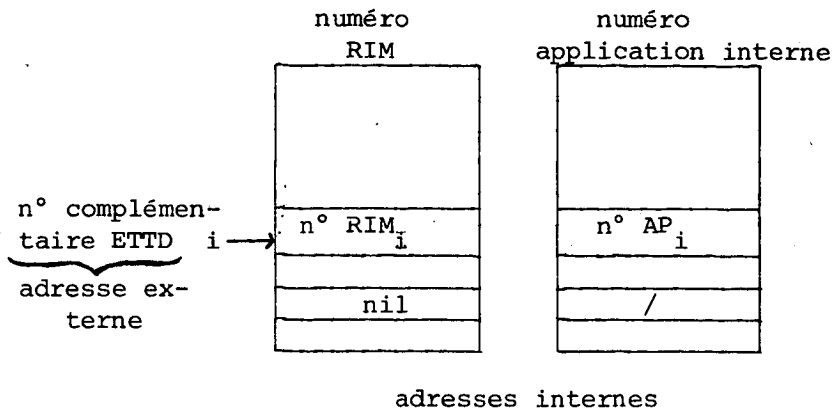 numéro
RIM
numéro
application interne
n° complémen-
taire ETTD i
adresse ex-
terne
n° RIM i
n° AP i
nil
/
adresses internes